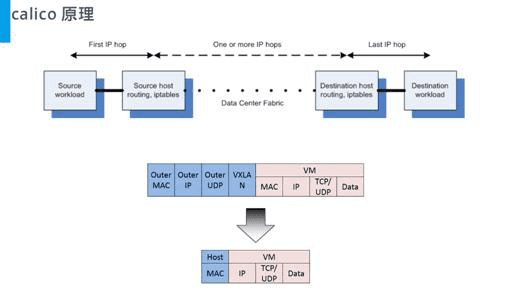 calico 原理
First IP hop
One or more IP hops
Last IP hop
Source
workload
Source host
routing, iptables
Data Center Fabric
Destination host
routing, iptables
Destination
workload
Outer
MAC
Outer
IP
Outer
UDP
VXLA
N
VM
MAC
IP
TCP/
UDP
Data
Host
VM
MAC
IP
TCP/
UDP
Data